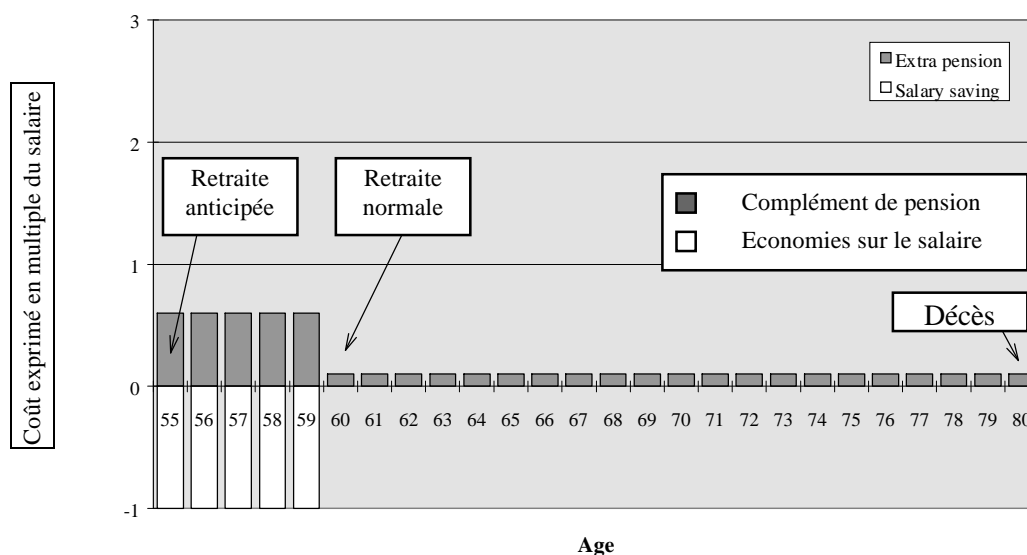 3
Extra pension
Salary saving
2
Retraite
anticipée
Retraite
normale
Complément de pension
Economies sur le salaire
1
Décès
0
55 56 57 58 59 60 61 62 63 64 65 66 67 68 69 70 71 72 73 74 75 76 77 78 79 80
-1
Age
Coût exprimé en multiple du salaire